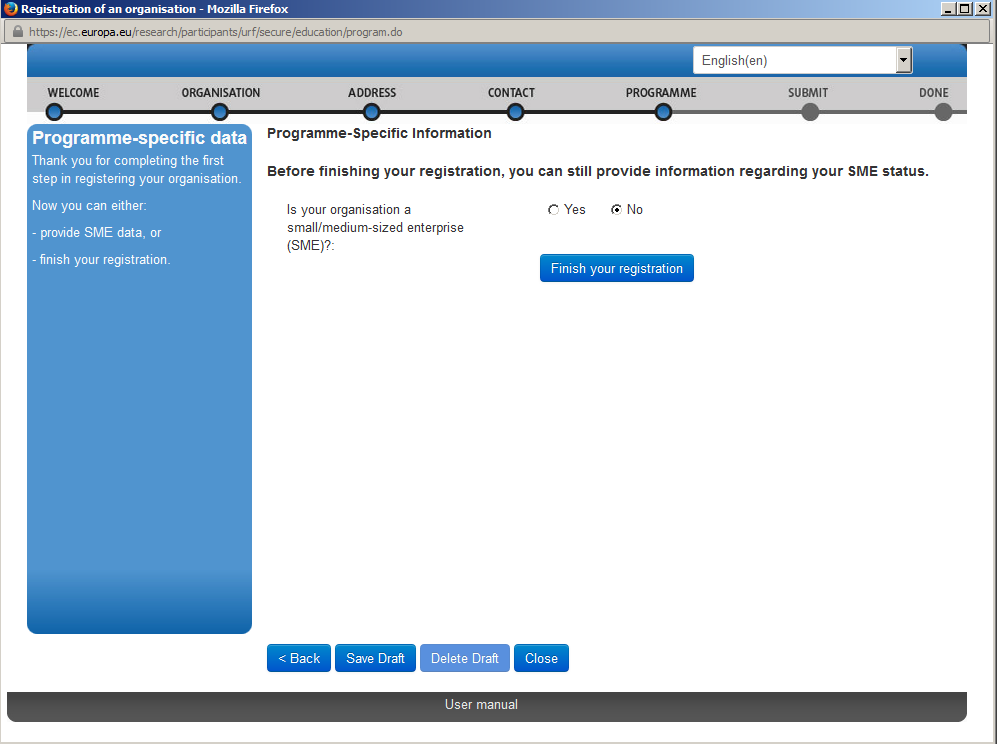 Registration of an organisation - Mozilla Firefox
https://ec.europa.eu/research/participants/urf/secure/education/program.do
English(en)
WELCOME ORGANISATION ADDRESS CONTACT PROGRAMME SUBMIT DONE
Programme-specific data
Thank you for completing the first
step in registering your organisation.
Now you can either:
- provide SME data, or
- finish your registration.
Programme-Specific Information
Before finishing your registration, you can still provide information regarding your SME status.
Is your organisation a
small/medium-sized enterprise
(SME)?:
Yes No
Finish your registration
< Back Save Draft Delete Draft Close
User manual